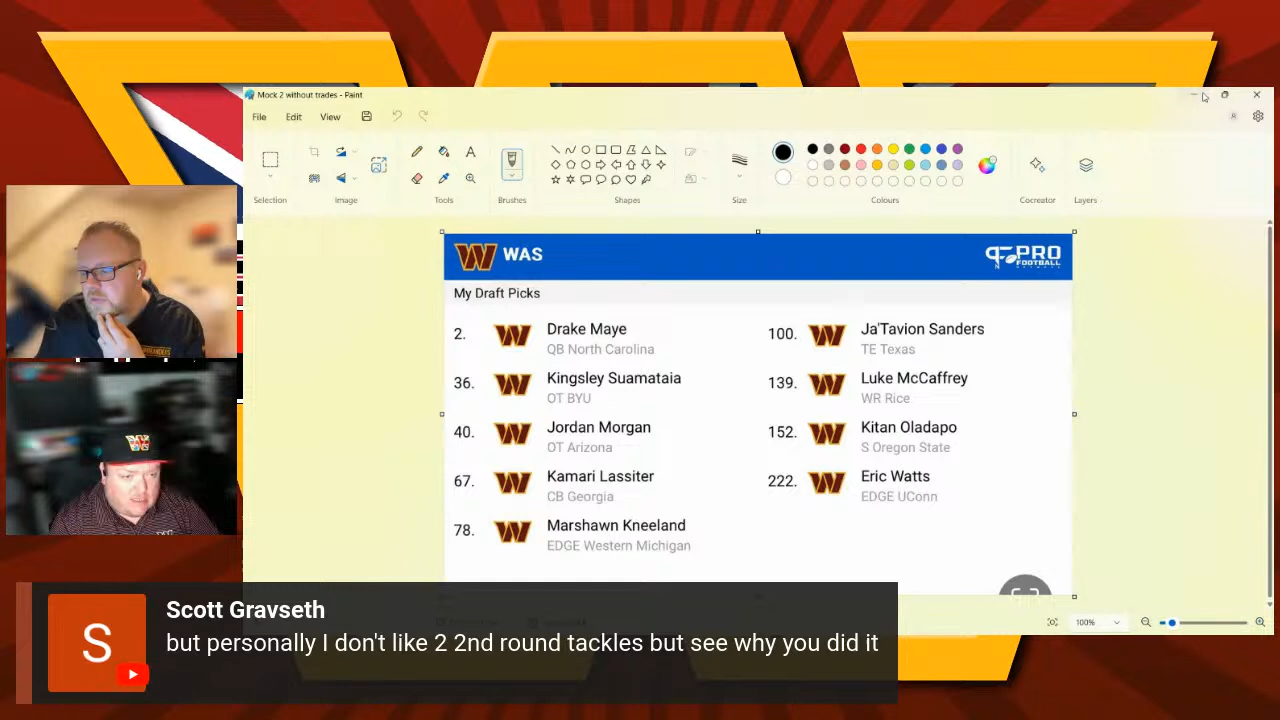 Mock 2 without trades - Paint
File Edit View
Selection Image Tools Brushes Shapes Size Colours Cocreator Layers
WAS
PRO
FOOTBALL
My Draft Picks
2. Drake Maye
QB North Carolina
36. Kingsley Suamataia
OT BYU
40. Jordan Morgan
OT Arizona
67. Kamari Lassiter
CB Georgia
78. Marshawn Kneeland
EDGE Western Michigan
100. Ja'Tavion Sanders
TE Texas
139. Luke McCaffrey
WR Rice
152. Kitan Oladapo
S Oregon State
222. Eric Watts
EDGE UConn
100%
S
Scott Gravseth
but personally I don't like 2 2nd round tackles but see why you did it